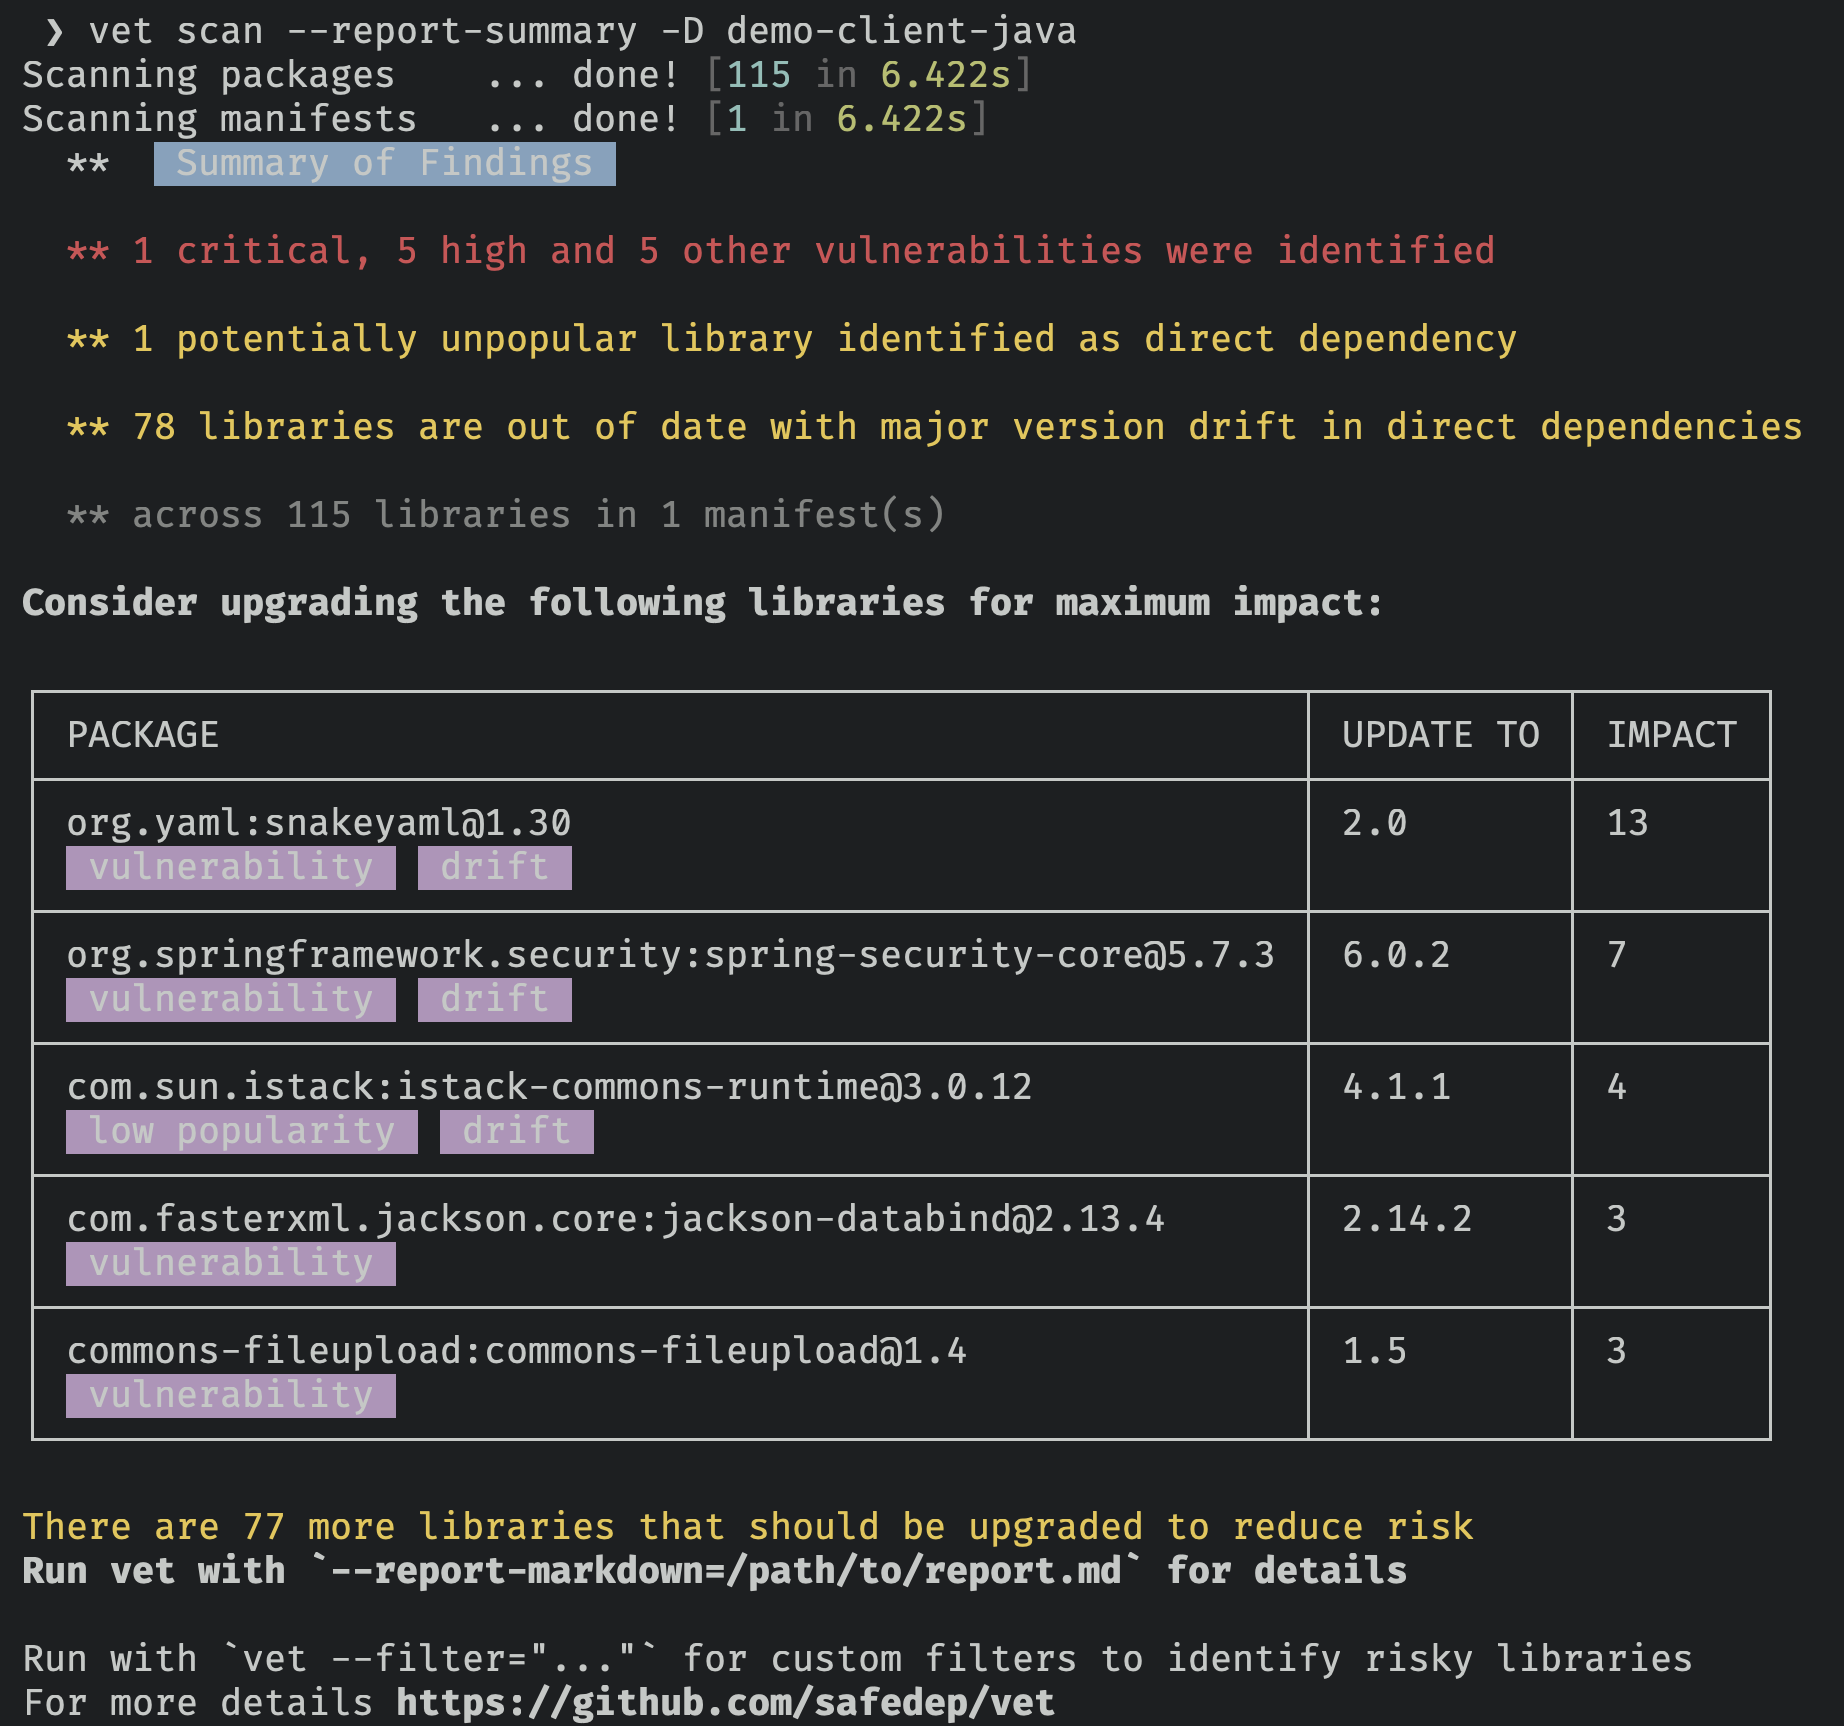 ❯ vet scan --report-summary -D demo-client-java
Scanning packages    ... done! [115 in 6.422s]
Scanning manifests   ... done! [1 in 6.422s]
** Summary of Findings
** 1 critical, 5 high and 5 other vulnerabilities were identified
** 1 potentially unpopular library identified as direct dependency
** 78 libraries are out of date with major version drift in direct dependencies
** across 115 libraries in 1 manifest(s)
Consider upgrading the following libraries for maximum impact:
PACKAGE UPDATE TO IMPACT
org.yaml:snakeyaml@1.30 2.0 13
vulnerability drift
org.springframework.security:spring-security-core@5.7.3 6.0.2 7
vulnerability drift
com.sun.istack:istack-commons-runtime@3.0.12 4.1.1 4
low popularity drift
com.fasterxml.jackson.core:jackson-databind@2.13.4 2.14.2 3
vulnerability
commons-fileupload:commons-fileupload@1.4 1.5 3
vulnerability
There are 77 more libraries that should be upgraded to reduce risk
Run vet with `--report-markdown=/path/to/report.md` for details
Run with `vet --filter="..."` for custom filters to identify risky libraries
For more details https://github.com/safedep/vet